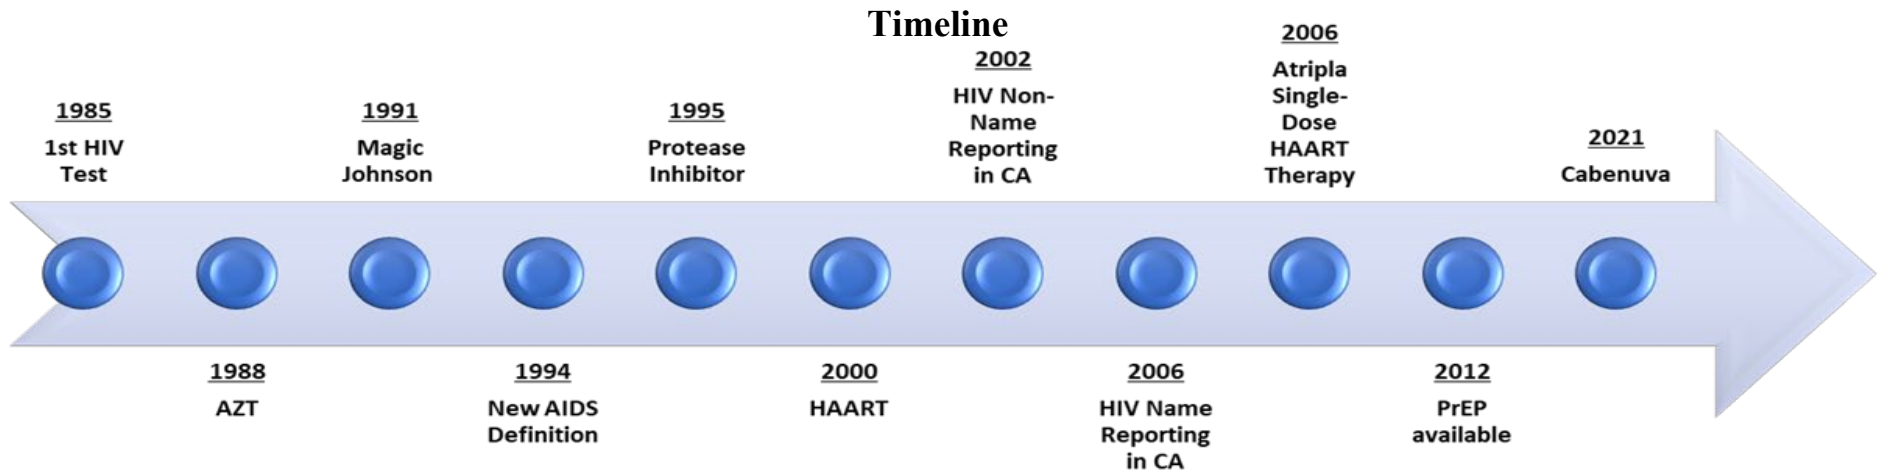 Timeline
1985
1st HIV
Test
1988
AZT
1991
Magic
Johnson
1994
New AIDS
Definition
1995
Protease
Inhibitor
2000
HAART
2002
HIV Non-
Name
Reporting
in CA
2006
HIV Name
Reporting
in CA
2006
Atripla
Single-
Dose
HAART
Therapy
2012
PrEP
available
2021
Cabenuva